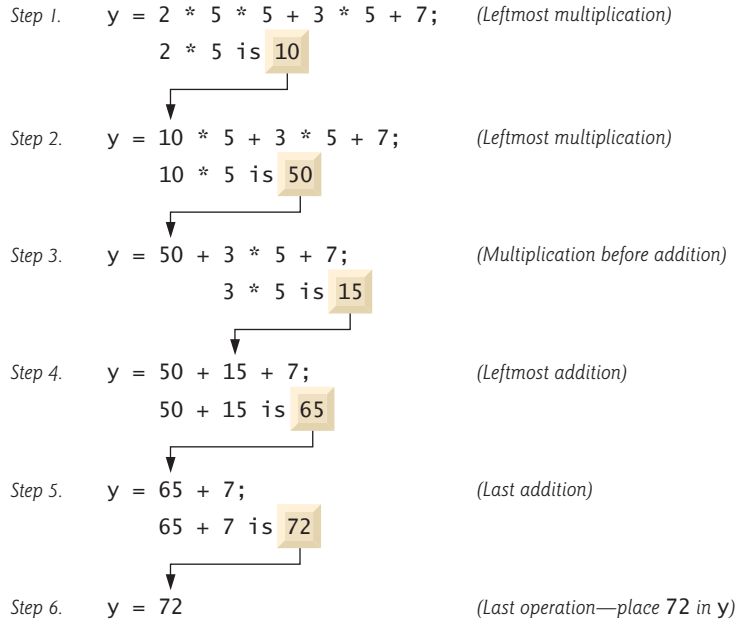 Step 1. y = 2 * 5 * 5 + 3 * 5 + 7; (Leftmost multiplication)
2 * 5 is 10
Step 2. y = 10 * 5 + 3 * 5 + 7; (Leftmost multiplication)
10 * 5 is 50
Step 3. y = 50 + 3 * 5 + 7; (Multiplication before addition)
3 * 5 is 15
Step 4. y = 50 + 15 + 7; (Leftmost addition)
50 + 15 is 65
Step 5. y = 65 + 7; (Last addition)
65 + 7 is 72
Step 6. y = 72 (Last operation—place 72 in y)